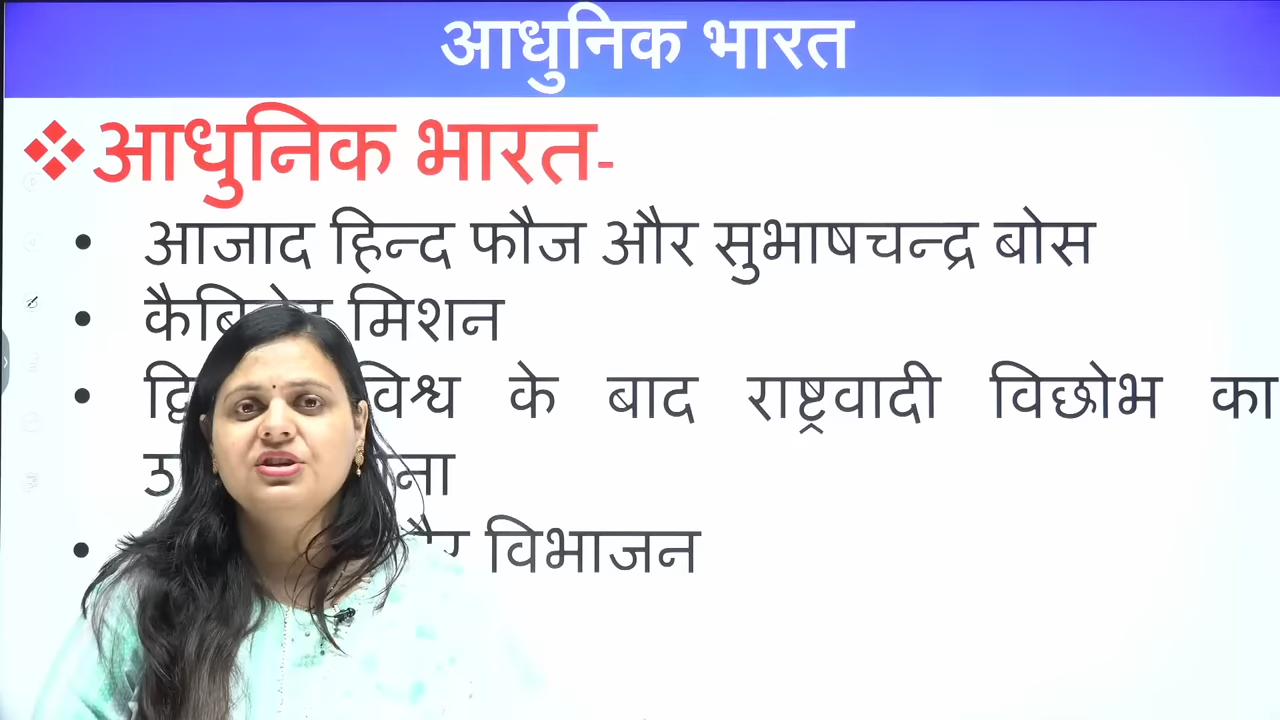 आधुनिक भारत
आधुनिक भारत-
आजाद हिन्द फौज और सुभाषचन्द्र बोस
मिशन
के बाद राष्ट्रवादी विछोभ का
विभाजन